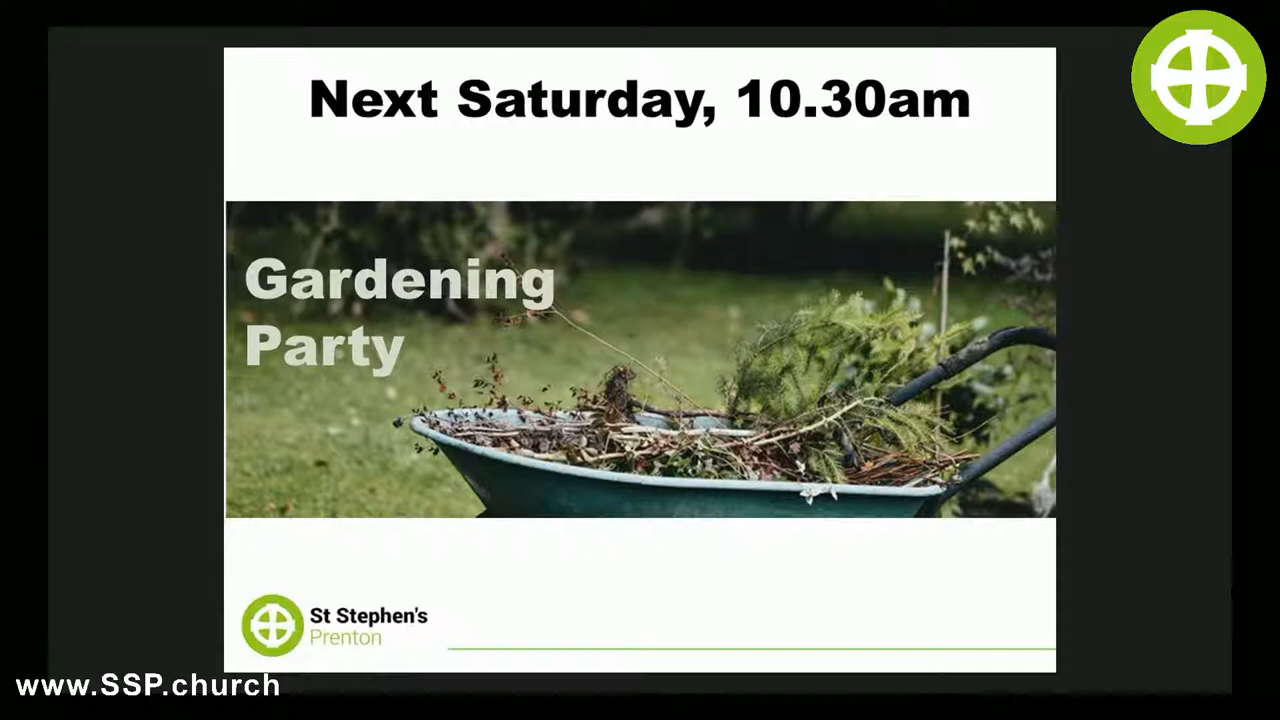 Next Saturday, 10.30am
Gardening
Party
St Stephen's
Prenton
www.SSP.church